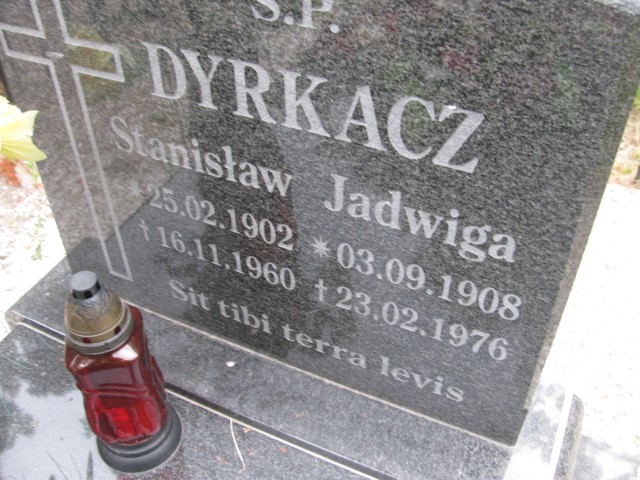 S.P.
DYRKACZ
Stanisław Jadwiga
*25.02.1902 *03.09.1908
†16.11.1960 †23.02.1976
Sit tibi terra levis